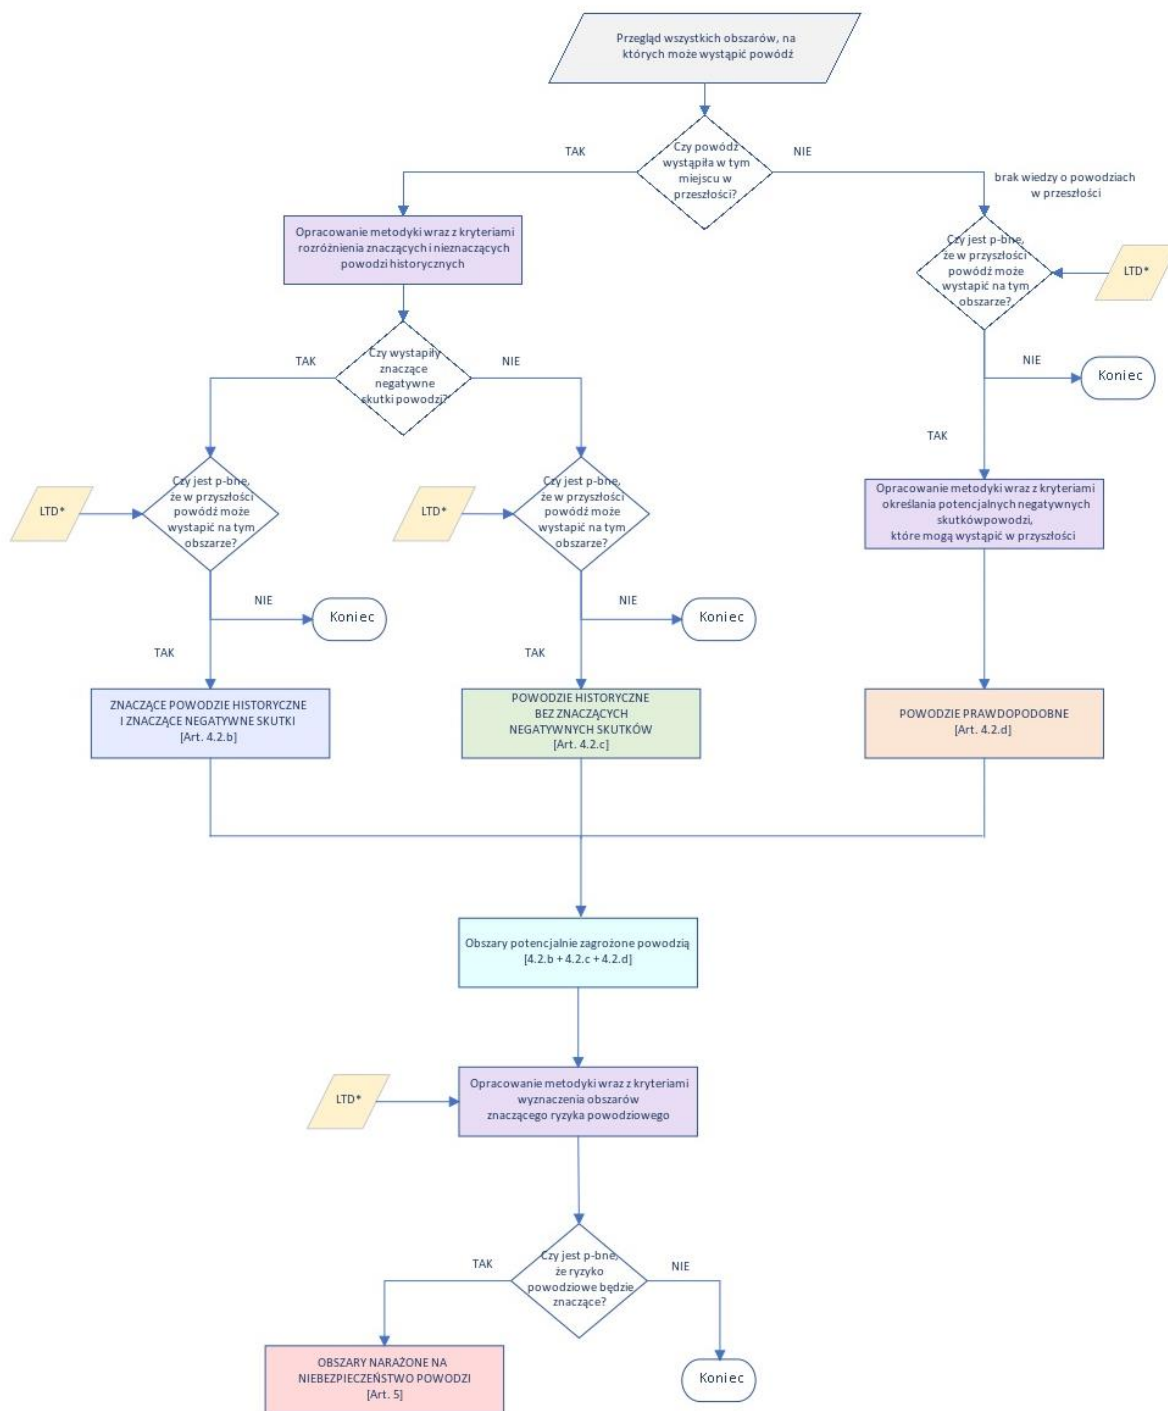 Przegląd wszystkich obszarów, na
których może wystąpić powódź
Czy powódź
wystąpiła w tym
miejscu w
przeszłości?
TAK
NIE
brak wiedzy o powodziach
w przeszłości
Opracowanie metodyki wraz z kryteriami
rozróżnienia znaczących i nieznaczących
powodzi historycznych
Czy jest p-bne,
że w przyszłości
powódź może
wystapić na tym
obszarze?
LTD*
Czy wystapiły
znaczące
negatywne
skutki powodzi?
TAK
NIE
NIE
Koniec
TAK
LTD*
Czy jest p-bne,
że w przyszłości
powódź może
wystapić na tym
obszarze?
LTD*
Czy jest p-bne,
że w przyszłości
powódź może
wystapić na tym
obszarze?
Opracowanie metodyki wraz z kryteriami
określania potencjalnych negatywnych
skutkówpowodzi,
które mogą wystąpić w przyszłości
NIE
Koniec
NIE
Koniec
TAK
TAK
ZNACZĄCE POWODZIE HISTORYCZNE
I ZNACZĄCE NEGATYWNE SKUTKI
[Art. 4.2.b]
POWODZIE HISTORYCZNE
BEZ ZNACZĄCYCH
NEGATYWNYCH SKUTKÓW
[Art. 4.2.c]
POWODZIE PRAWDOPODOBNE
[Art. 4.2.d]
Obszary potencjalnie zagrożone powodzią
[4.2.b + 4.2.c + 4.2.d]
LTD*
Opracowanie metodyki wraz z kryteriami
wyznaczenia obszarów
znaczącego ryzyka powodziowego
Czy jest p-bne,
że ryzyko
powodziowe będzie
znaczące?
TAK
NIE
OBSZARY NARAŻONE NA
NIEBEZPIECZEŃSTWO POWODZI
[Art. 5]
Koniec